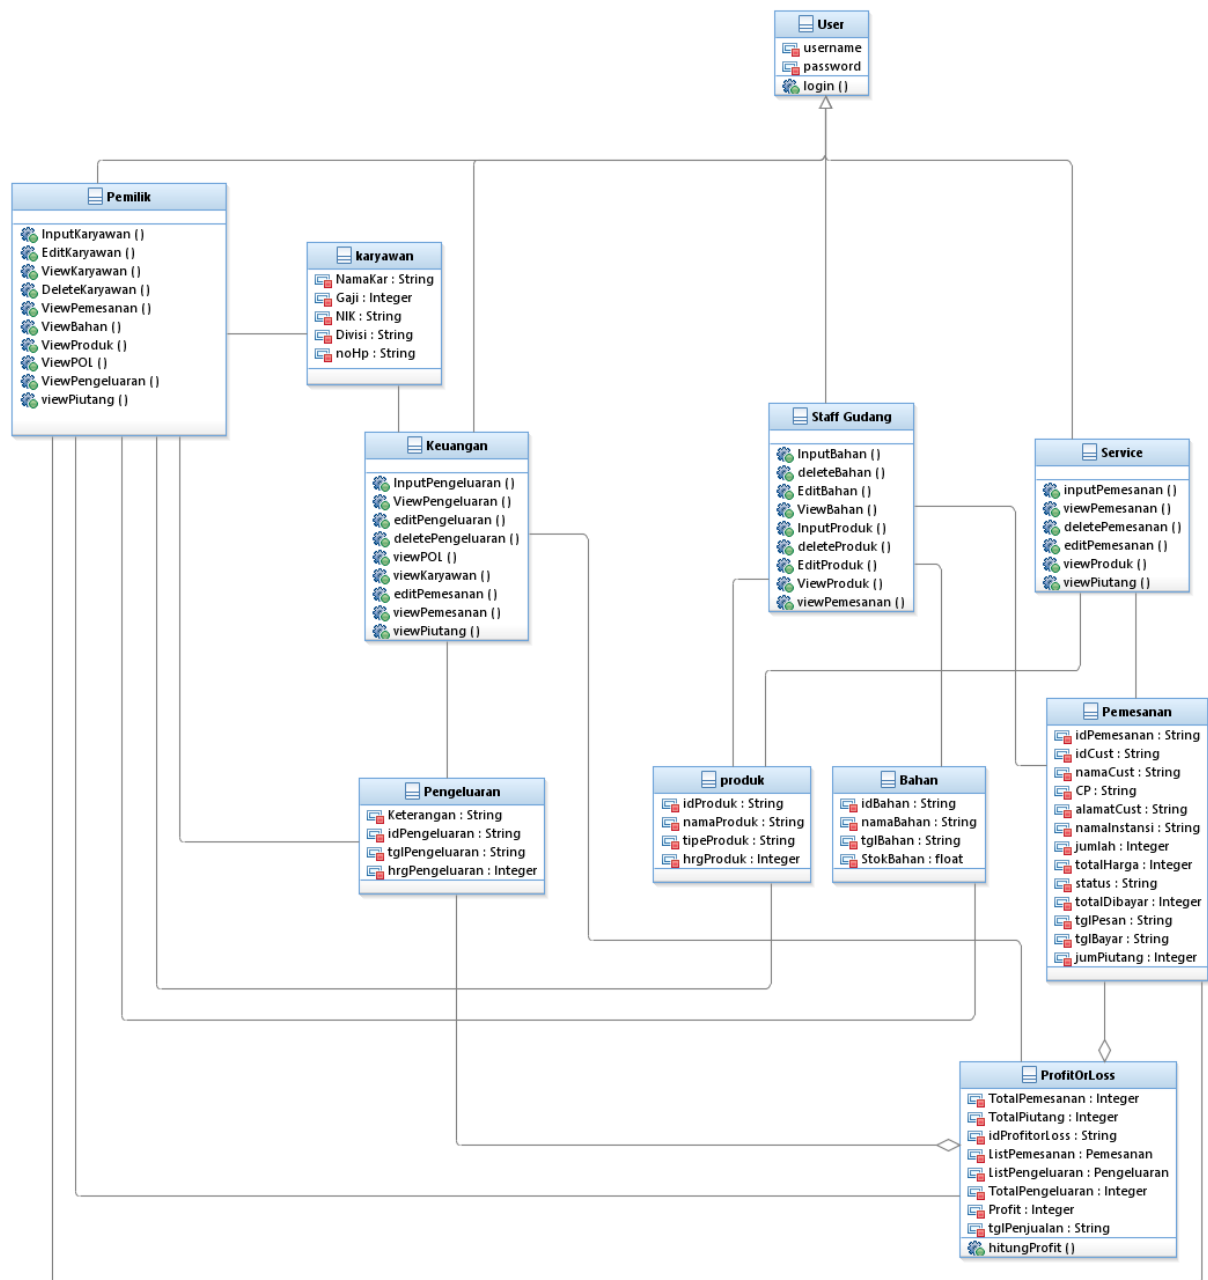 User
username
password
login ()
Pemilik
InputKaryawan ()
EditKaryawan ()
ViewKaryawan ()
DeleteKaryawan ()
ViewPemesanan ()
ViewBahan ()
ViewProduk ()
ViewPOL ()
ViewPengeluaran ()
viewPiutang ()
karyawan
NamaKar : String
Gaji : Integer
NIK : String
Divisi : String
noHp : String
Keuangan
InputPengeluaran ()
ViewPengeluaran ()
editPengeluaran ()
deletePengeluaran ()
viewPOL ()
viewKaryawan ()
editPemesanan ()
viewPemesanan ()
viewPiutang ()
Staff Gudang
InputBahan ()
deleteBahan ()
EditBahan ()
ViewBahan ()
InputProduk ()
deleteProduk ()
EditProduk ()
ViewProduk ()
viewPemesanan ()
Service
inputPemesanan ()
viewPemesanan ()
deletePemesanan ()
editPemesanan ()
viewProduk ()
viewPiutang ()
Pengeluaran
Keterangan : String
idPengeluaran : String
tglPengeluaran : String
hrgPengeluaran : Integer
produk
idProduk : String
namaProduk : String
tipeProduk : String
hrgProduk : Integer
Bahan
idBahan : String
namaBahan : String
tglBahan : String
StokBahan : float
Pemesanan
idPemesanan : String
idCust : String
namaCust : String
CP : String
alamatCust : String
namaInstansi : String
jumlah : Integer
totalHarga : Integer
status : String
totalDibayar : Integer
tglPesan : String
tglBayar : String
jumPiutang : Integer
ProfitOrLoss
TotalPemesanan : Integer
TotalPiutang : Integer
idProfitorLoss : String
ListPemesanan : Pemesanan
ListPengeluaran : Pengeluaran
TotalPengeluaran : Integer
Profit : Integer
tglPenjualan : String
hitungProfit ()